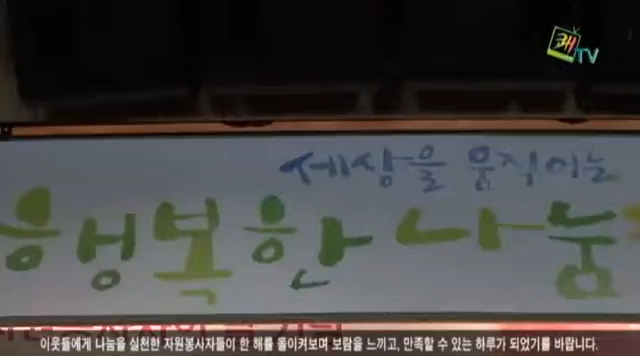 쾌TV
세상을 움직이는
행복한 나눔
이웃들에게 나눔을 실천한 자원봉사자들이 한 해를 돌이켜보며 보람을 느끼고, 만족할 수 있는 하루가 되었기를 바랍니다.